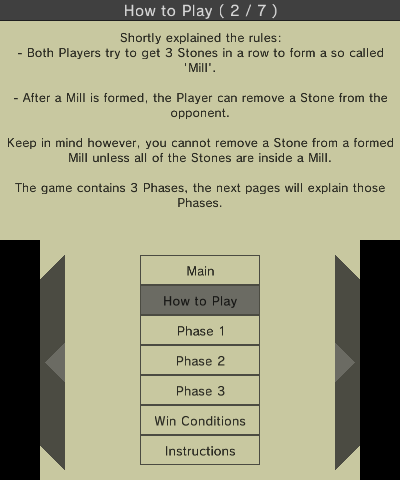 How to Play ( 2 / 7 )
Shortly explained the rules:
- Both Players try to get 3 Stones in a row to form a so called
'Mill'.
- After a Mill is formed, the Player can remove a Stone from the
opponent.
Keep in mind however, you cannot remove a Stone from a formed
Mill unless all of the Stones are inside a Mill.
The game contains 3 Phases, the next pages will explain those
Phases.
Main
How to Play
Phase 1
Phase 2
Phase 3
Win Conditions
Instructions